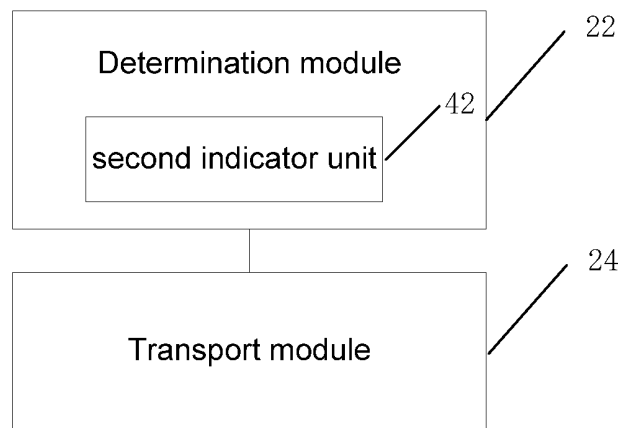 22
Determination module
42
second indicator unit
24
Transport module